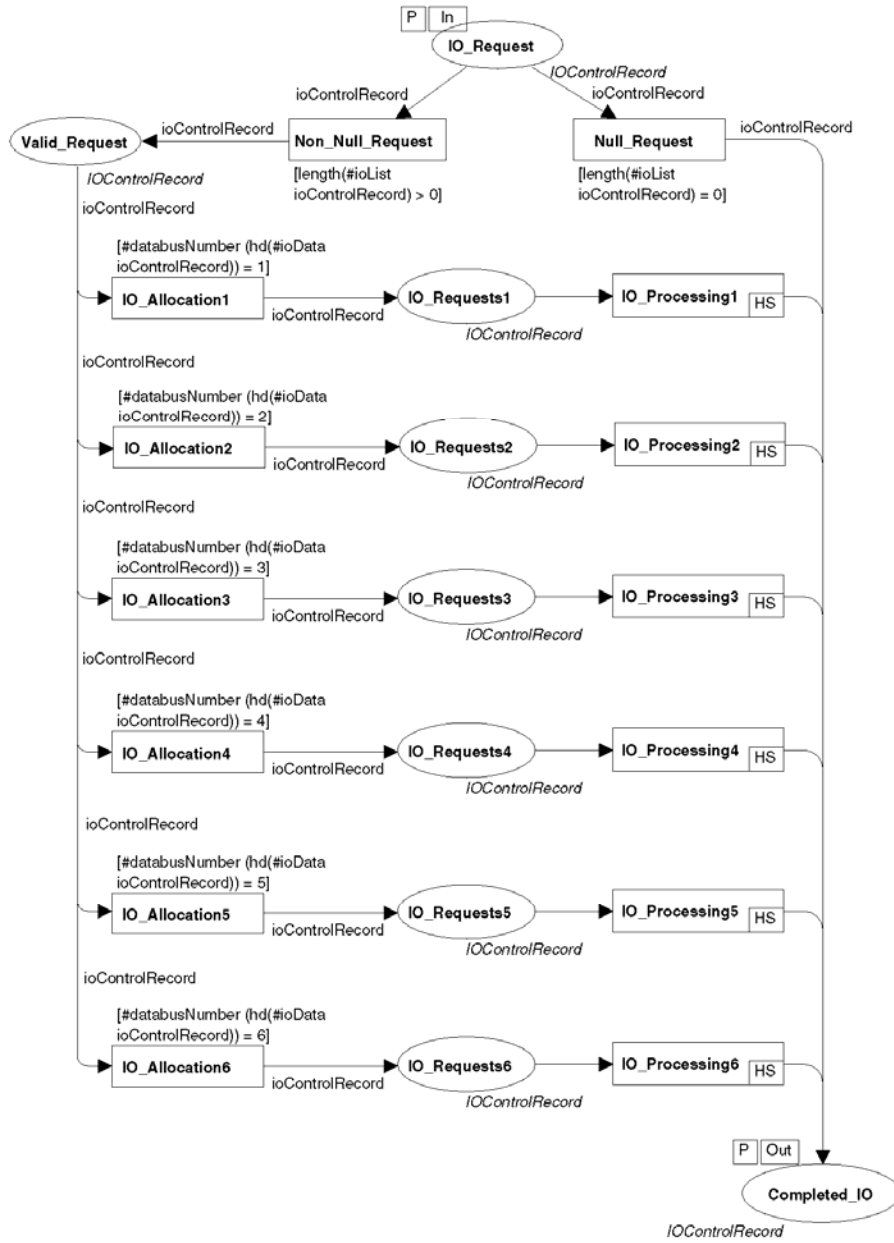 P In
IO_Request
IOControlRecord
ioControlRecord
ioControlRecord
Valid_Request
ioControlRecord
Non_Null_Request
Null_Request
ioControlRecord
IOControlRecord
[length(#ioList
ioControlRecord) > 0]
[length(#ioList
ioControlRecord) = 0]
ioControlRecord
[#databusNumber (hd(#ioData
ioControlRecord)) = 1]
IO_Allocation1
ioControlRecord
IO_Requests1
IOControlRecord
IO_Processing1
HS
ioControlRecord
[#databusNumber (hd(#ioData
ioControlRecord)) = 2]
IO_Allocation2
ioControlRecord
IO_Requests2
IOControlRecord
IO_Processing2
HS
ioControlRecord
[#databusNumber (hd(#ioData
ioControlRecord)) = 3]
IO_Allocation3
ioControlRecord
IO_Requests3
IOControlRecord
IO_Processing3
HS
ioControlRecord
[#databusNumber (hd(#ioData
ioControlRecord)) = 4]
IO_Allocation4
ioControlRecord
IO_Requests4
IOControlRecord
IO_Processing4
HS
ioControlRecord
[#databusNumber (hd(#ioData
ioControlRecord)) = 5]
IO_Allocation5
ioControlRecord
IO_Requests5
IOControlRecord
IO_Processing5
HS
ioControlRecord
[#databusNumber (hd(#ioData
ioControlRecord)) = 6]
IO_Allocation6
ioControlRecord
IO_Requests6
IOControlRecord
IO_Processing6
HS
P Out
Completed_IO
IOControlRecord